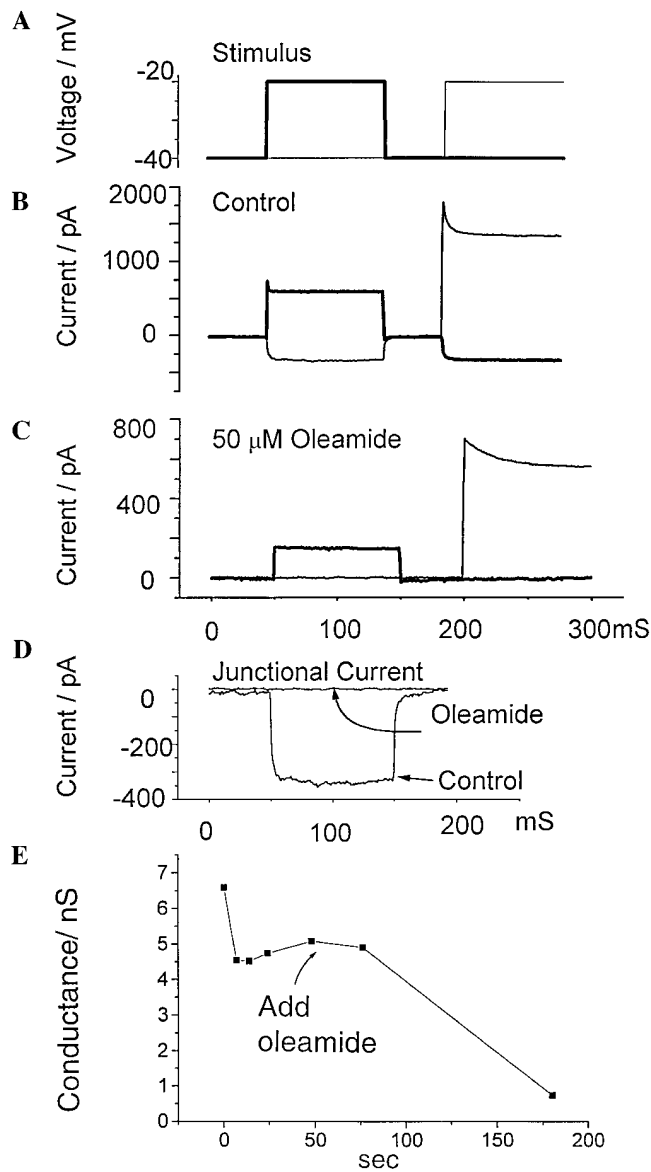 A
Voltage / mV
-20
-40
Stimulus
B
Current / pA
2000
1000
0
Control
C
Current / pA
800
400
0
50 μM Oleamide
0
100
200
300mS
D
Current / pA
0
-200
-400
Junctional Current
Oleamide
Control
0
100
200
mS
E
Conductance/ nS
7
6
5
4
3
2
1
0
Add
oleamide
0
50
100
150
200
sec